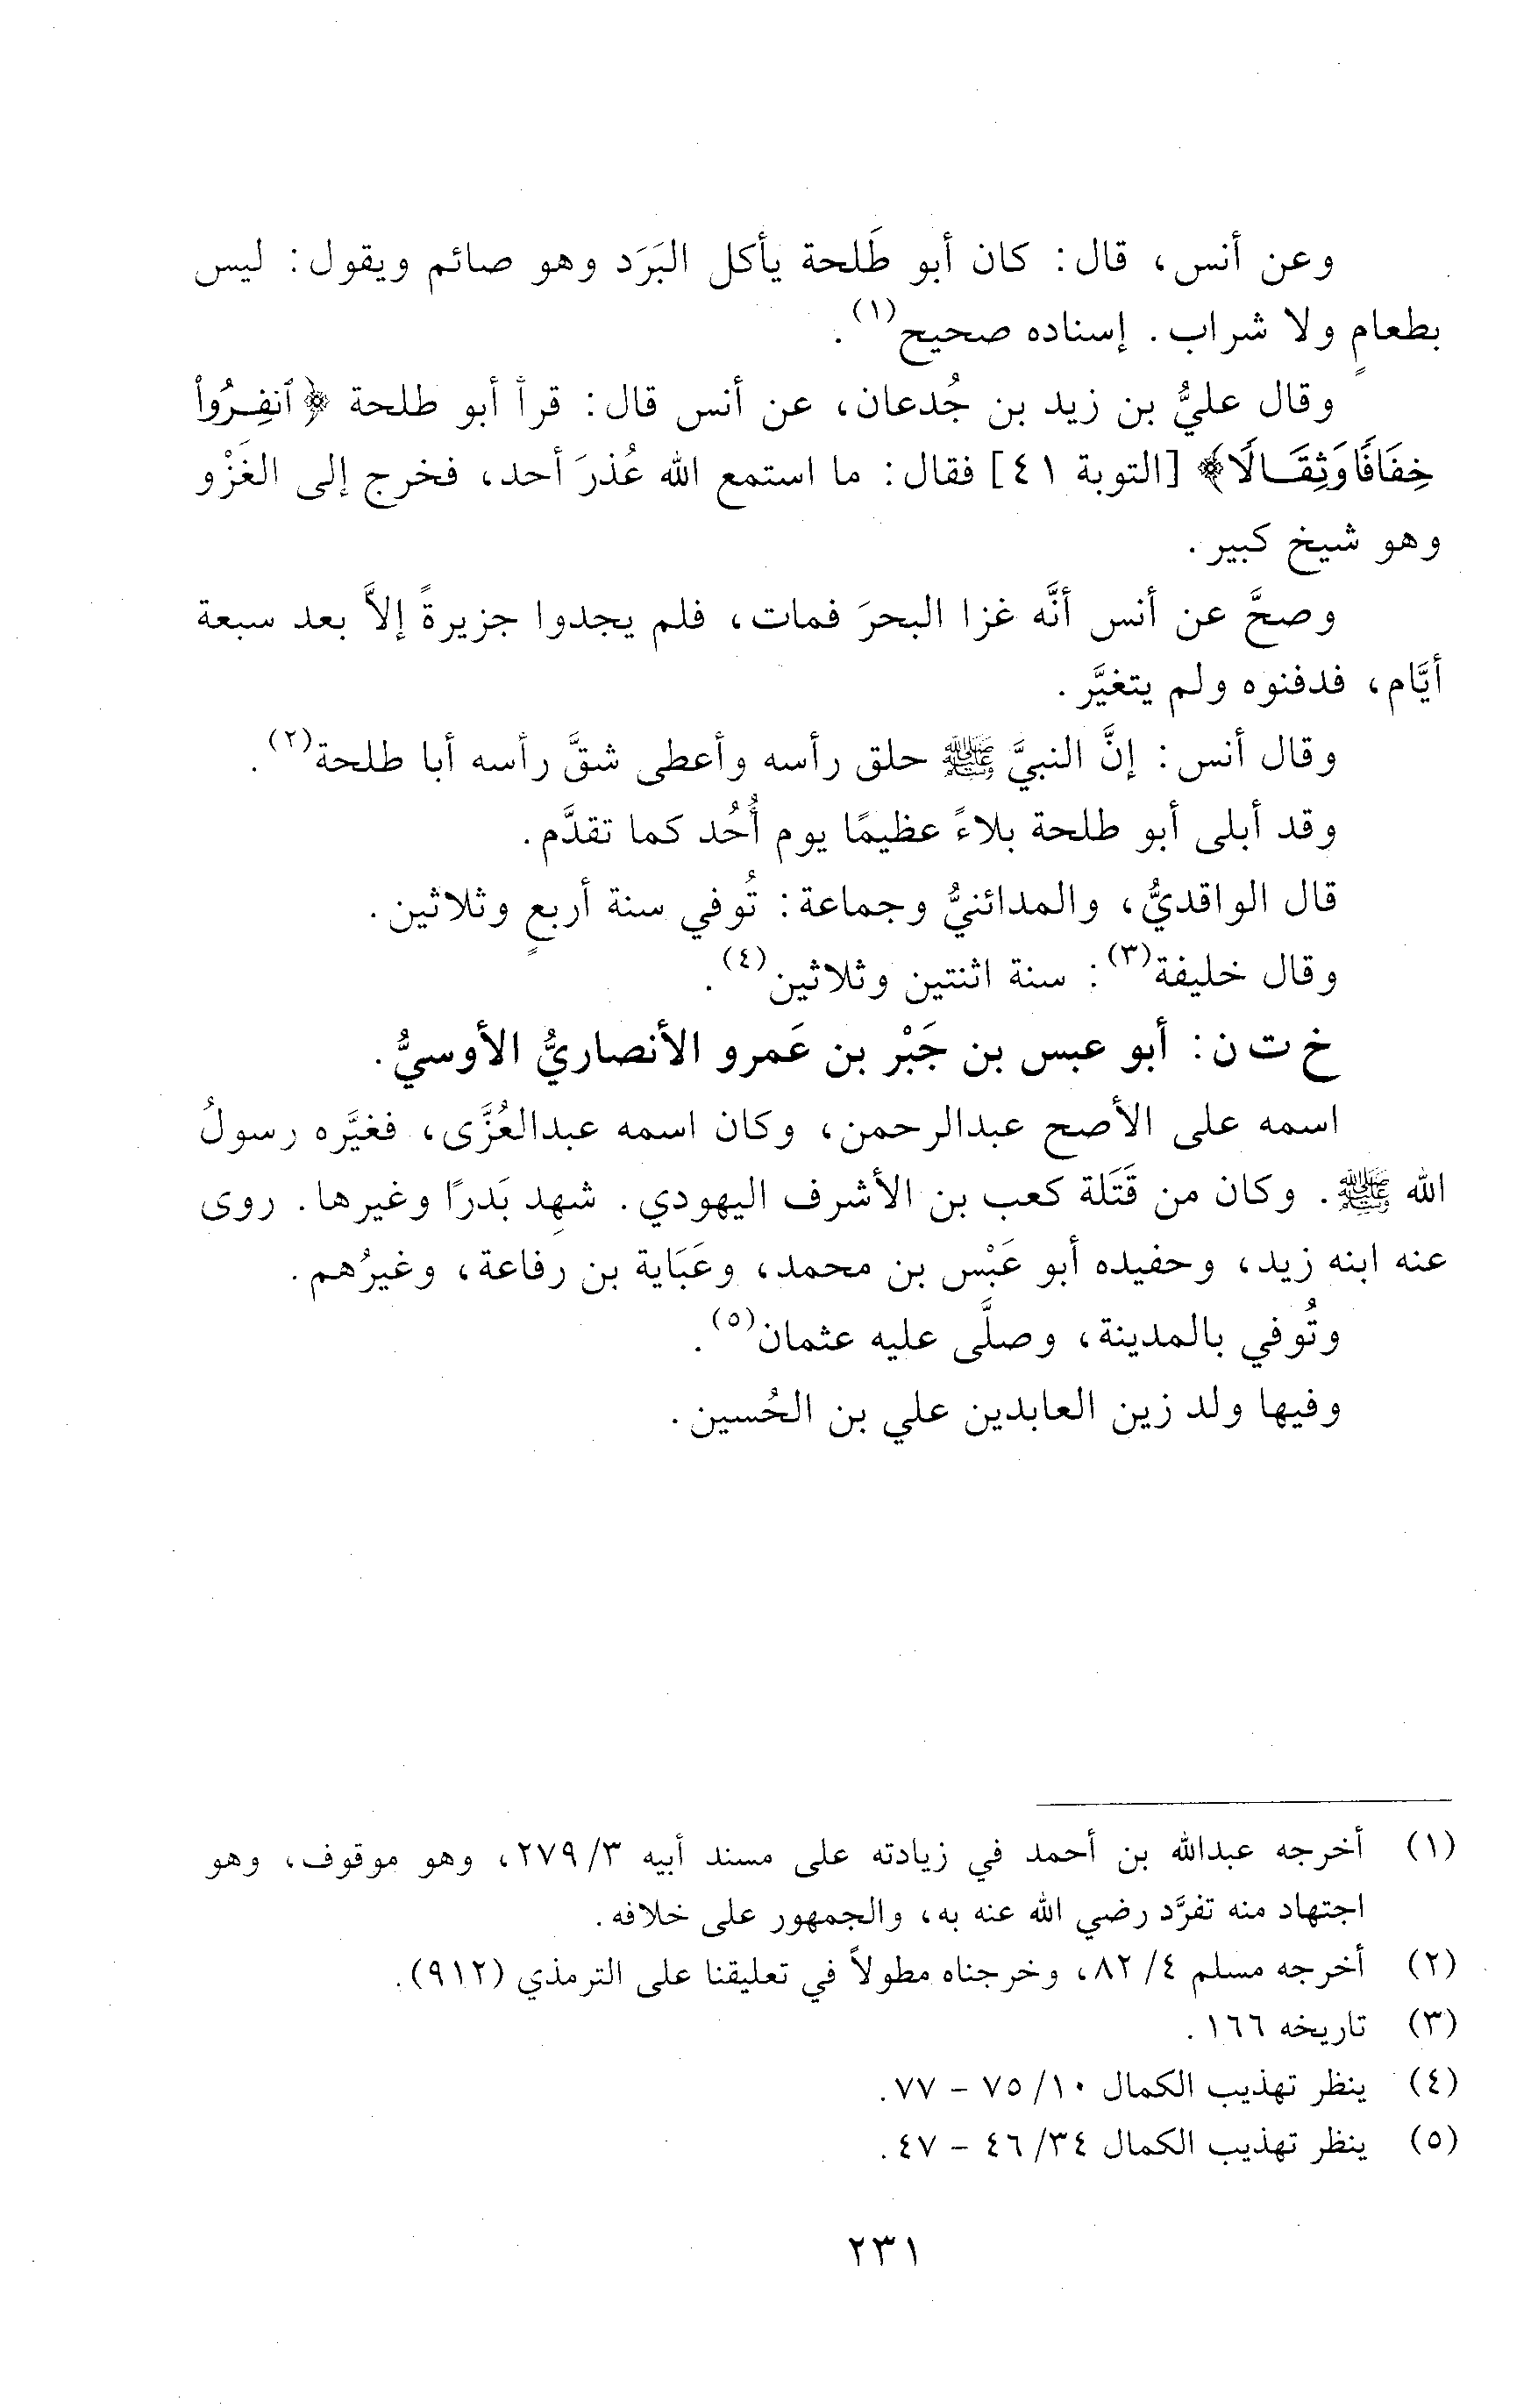 وعن أنس، قال: كان أبو طَلحة يأكل البَرَد وهو صائم ويقول: ليس
بطعامٍ ولا شراب. إسناده صحيح(١).
وقال عليُّ بن زيد بن جُدعان، عن أنس قال: قرأ أبو طلحة ﴿ٱنفِرُوا۟
خِفَافًا وَثِقَالًا﴾ [التوبة ٤١] فقال: ما استمع الله عُذرَ أحد، فخرج إلى الغَزْو
وهو شيخ كبير.
وصحَّ عن أنس أنَّه غزا البحرَ فمات، فلم يجدوا جزيرةً إلاَّ بعد سبعة
أيَّام، فدفنوه ولم يتغيَّر.
وقال أنس: إنَّ النبيَّ ﷺ حلق رأسه وأعطى شقَّ رأسه أبا طلحة(٢).
وقد أبلى أبو طلحة بلاءً عظيمًا يوم أُحُد كما تقدَّم.
قال الواقديُّ، والمدائنيُّ وجماعة: تُوفي سنة أربعٍ وثلاثين.
وقال خليفة(٣): سنة اثنتين وثلاثين(٤).
خ ت ن: أبو عبس بن جَبْر بن عَمرو الأنصاريُّ الأوسيُّ.
اسمه على الأصح عبدالرحمن، وكان اسمه عبدالعُزَّى، فغيَّره رسولُ
الله ﷺ. وكان من قَتَلة كعب بن الأشرف اليهودي. شهِد بَدرًا وغيرها. روى
عنه ابنه زيد، وحفيده أبو عَبْس بن محمد، وعَبَاية بن رفاعة، وغيرُهم.
وتُوفي بالمدينة، وصلَّى عليه عثمان(٥).
وفيها ولد زين العابدين علي بن الحُسين.
(١) أخرجه عبدالله بن أحمد في زيادته على مسند أبيه ٣/ ٢٧٩، وهو موقوف، وهو
اجتهاد منه تفرَّد رضي الله عنه به، والجمهور على خلافه.
(٢) أخرجه مسلم ٤/ ٨٢، وخرجناه مطولاً في تعليقنا على الترمذي (٩١٢).
(٣) تاريخه ١٦٦.
(٤) ينظر تهذيب الكمال ١٠/ ٧٥ - ٧٧.
(٥) ينظر تهذيب الكمال ٣٤/ ٤٦ - ٤٧.
٢٣١